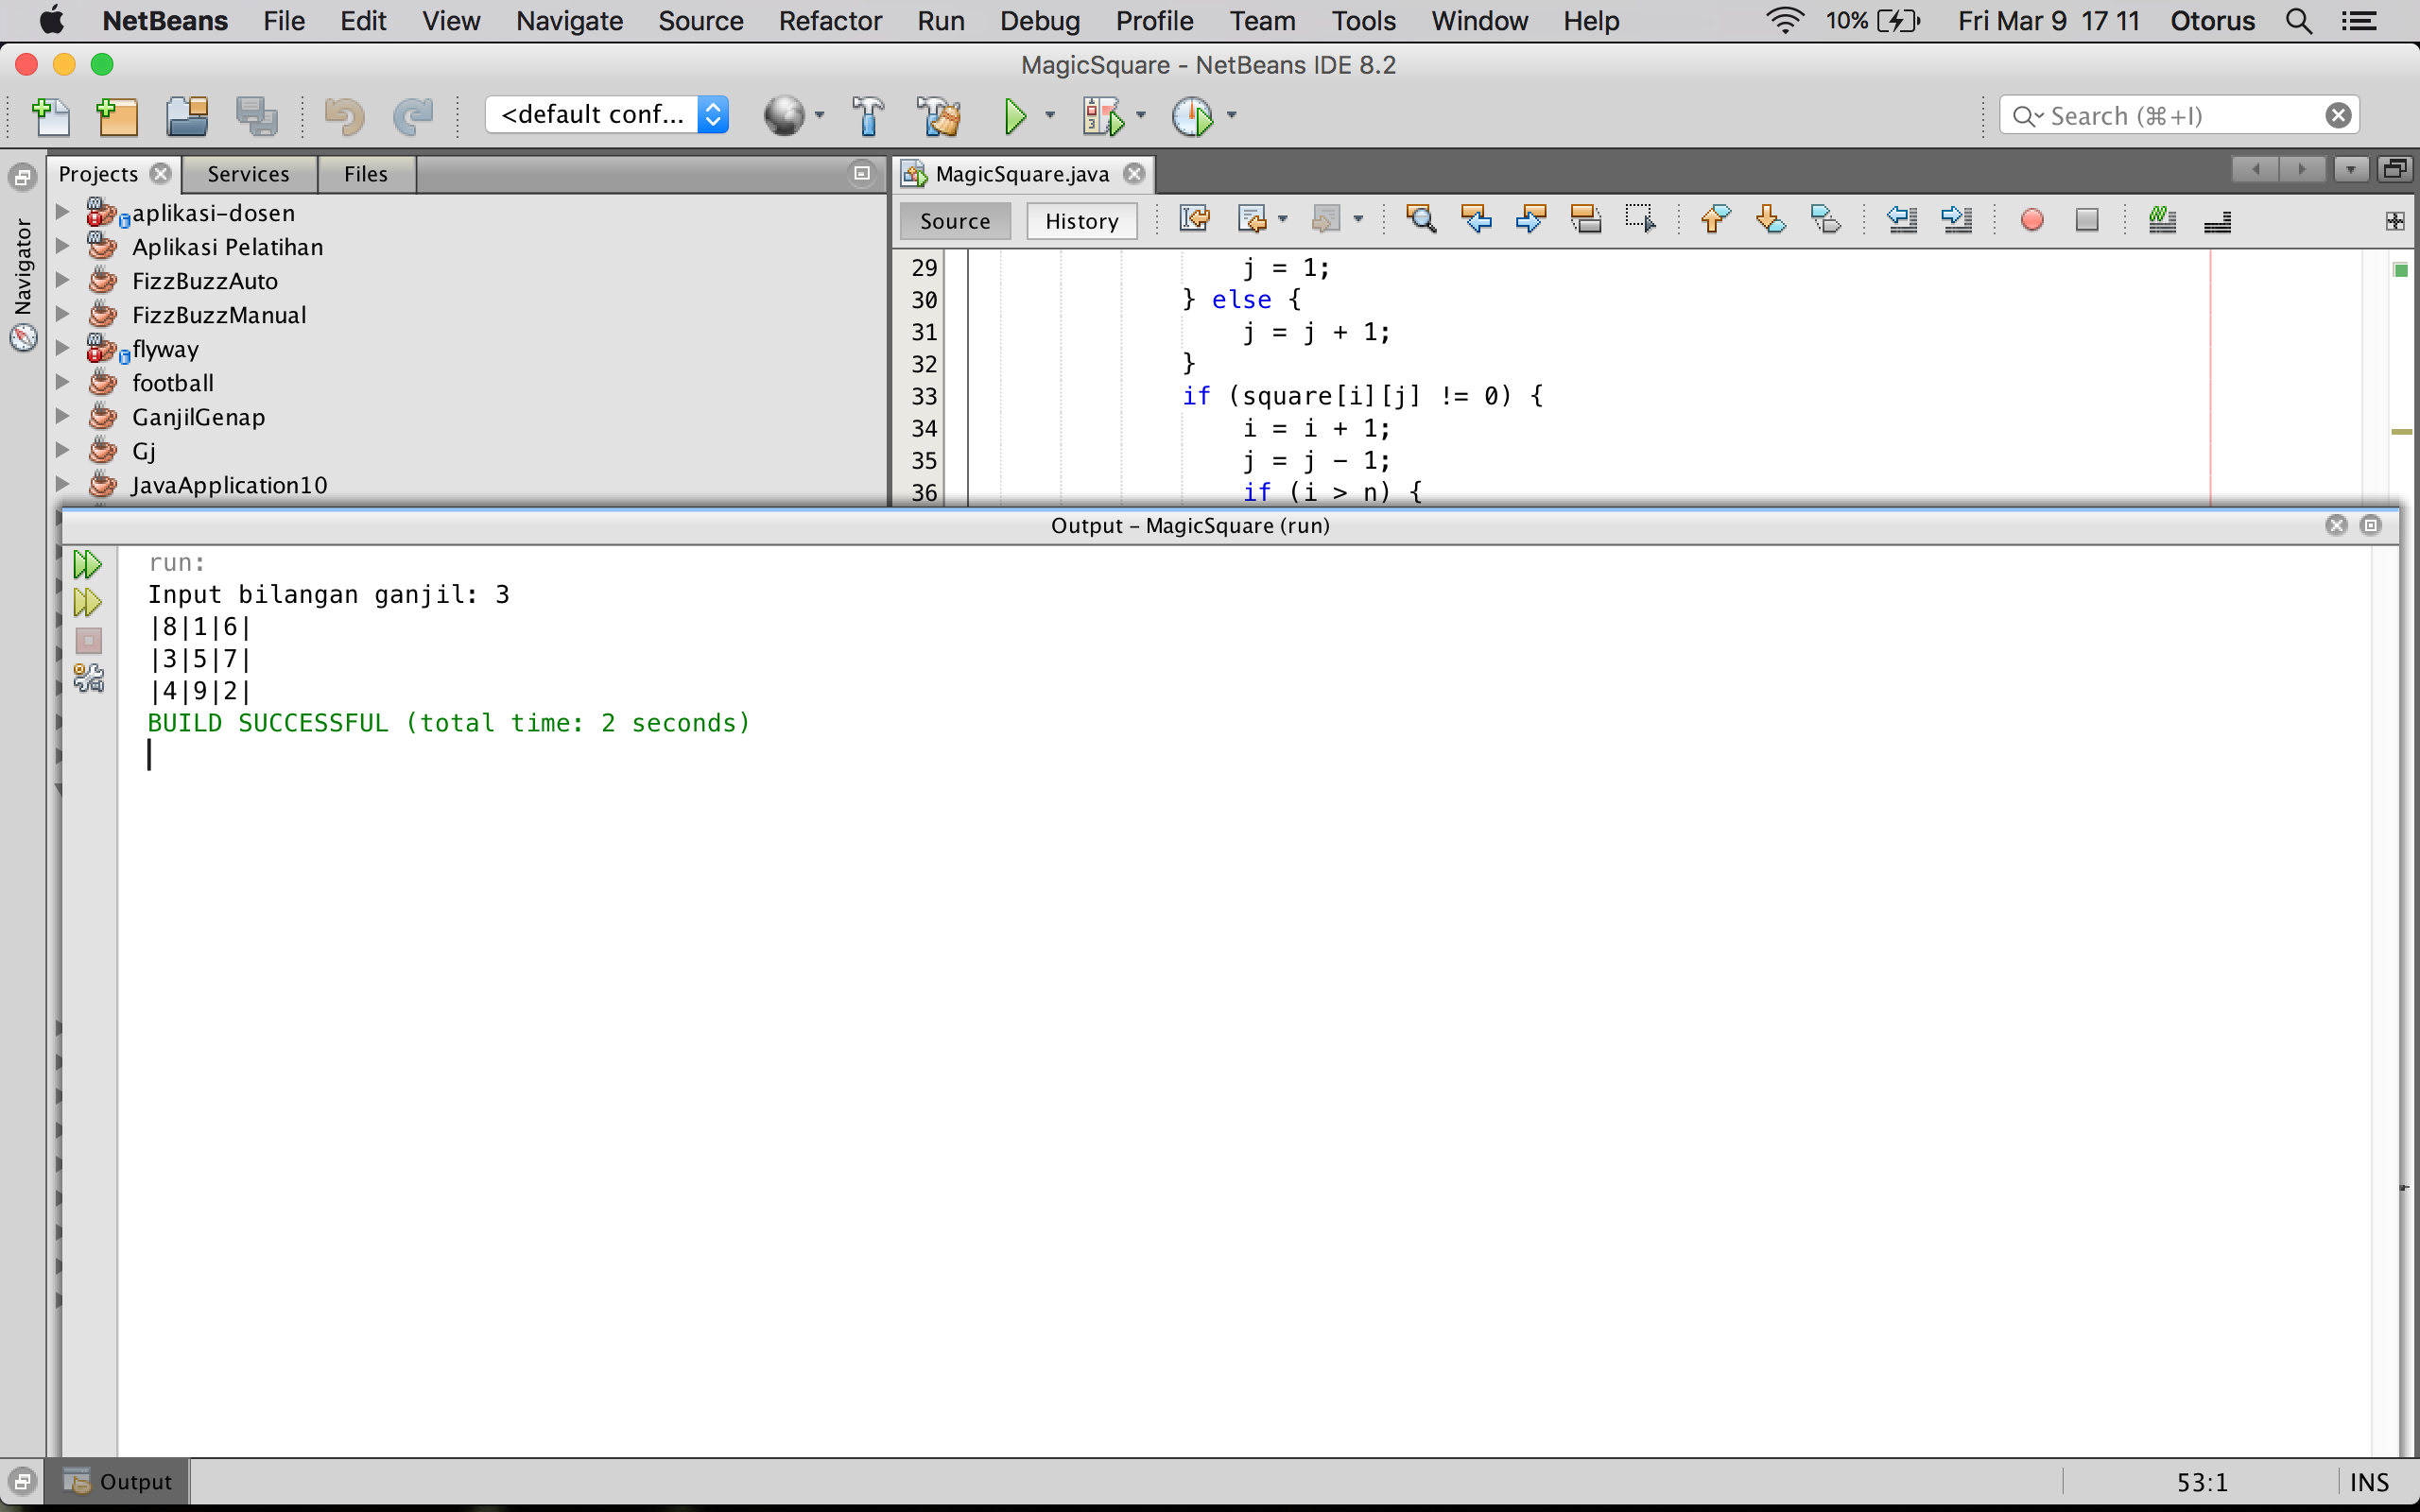 NetBeans File Edit View Navigate Source Refactor Run Debug Profile Team Tools Window Help 10% Fri Mar 9 17 11 Otorus
MagicSquare - NetBeans IDE 8.2
<default conf... Search (⌘+I)
Projects Services Files
Navigator
aplikasi-dosen
Aplikasi Pelatihan
FizzBuzzAuto
FizzBuzzManual
flyway
football
GanjilGenap
Gj
JavaApplication10
MagicSquare.java
Source History
29 j = 1;
30 } else {
31 j = j + 1;
32 }
33 if (square[i][j] != 0) {
34 i = i + 1;
35 j = j - 1;
36 if (i > n) {
Output - MagicSquare (run)
run:
Input bilangan ganjil: 3
|8|1|6|
|3|5|7|
|4|9|2|
BUILD SUCCESSFUL (total time: 2 seconds)
Output 53:1 INS